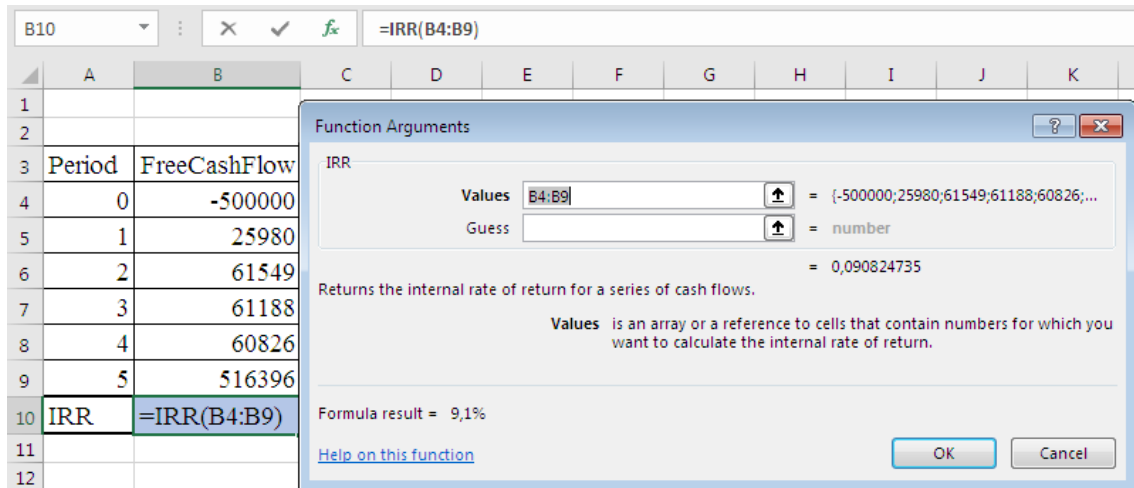 B10 fx =IRR(B4:B9)
A B C D E F G H I J K
1
2
3 Period FreeCashFlow
4 0 -500000
5 1 25980
6 2 61549
7 3 61188
8 4 60826
9 5 516396
10 IRR =IRR(B4:B9)
11
12
Function Arguments ?
IRR
Values B4:B9 = {-500000;25980;61549;61188;60826;...
Guess = number
= 0,090824735
Returns the internal rate of return for a series of cash flows.
Values is an array or a reference to cells that contain numbers for which you
want to calculate the internal rate of return.
Formula result = 9,1%
Help on this function OK Cancel